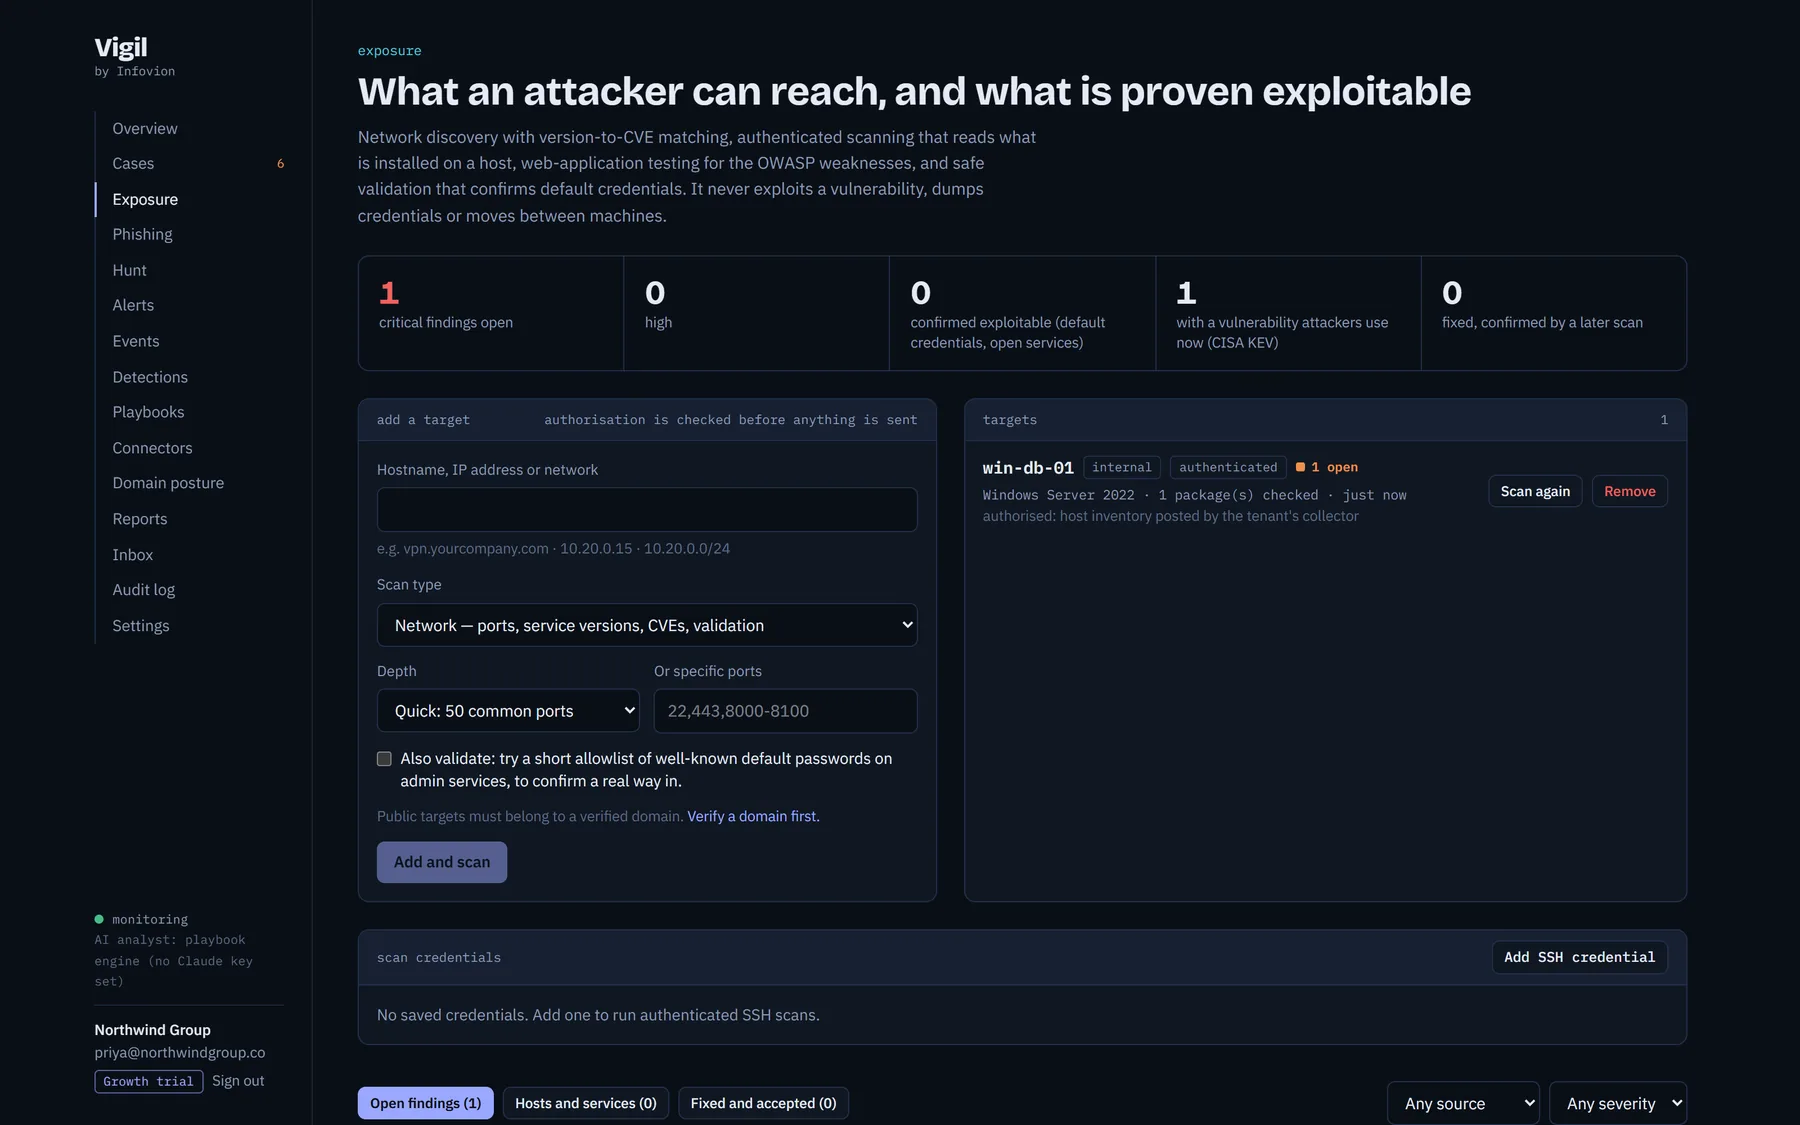 Vigil
by Infovion
Overview
Cases 6
Exposure
Phishing
Hunt
Alerts
Events
Detections
Playbooks
Connectors
Domain posture
Reports
Inbox
Audit log
Settings
monitoring
AI analyst: playbook
engine (no Claude key
set)
Northwind Group
priya@northwindgroup.co
Growth trial Sign out
exposure
What an attacker can reach, and what is proven exploitable
Network discovery with version-to-CVE matching, authenticated scanning that reads what
is installed on a host, web-application testing for the OWASP weaknesses, and safe
validation that confirms default credentials. It never exploits a vulnerability, dumps
credentials or moves between machines.
1
critical findings open
0
high
0
confirmed exploitable (default
credentials, open services)
1
with a vulnerability attackers use
now (CISA KEV)
0
fixed, confirmed by a later scan
add a target authorisation is checked before anything is sent
Hostname, IP address or network
e.g. vpn.yourcompany.com · 10.20.0.15 · 10.20.0.0/24
Scan type
Network — ports, service versions, CVEs, validation
Depth Or specific ports
Quick: 50 common ports 22,443,8000-8100
Also validate: try a short allowlist of well-known default passwords on
admin services, to confirm a real way in.
Public targets must belong to a verified domain. Verify a domain first.
Add and scan
targets 1
win-db-01 internal authenticated 1 open
Windows Server 2022 · 1 package(s) checked · just now
authorised: host inventory posted by the tenant's collector
Scan again Remove
scan credentials Add SSH credential
No saved credentials. Add one to run authenticated SSH scans.
Open findings (1) Hosts and services (0) Fixed and accepted (0) Any source Any severity